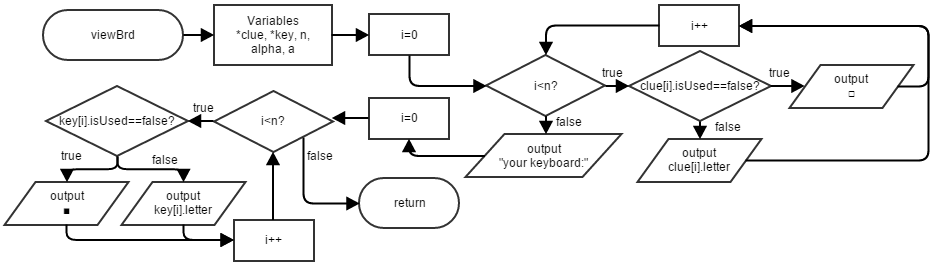 viewBrd
Variables
*clue, *key, n,
alpha, a
i=0
i++
i<n?
true
clue[i].isUsed==false?
true
output
□
false
output
"your keyboard:"
false
output
clue[i].letter
i=0
i<n?
true
key[i].isUsed==false?
false
true
false
output
■
output
key[i].letter
i++
return